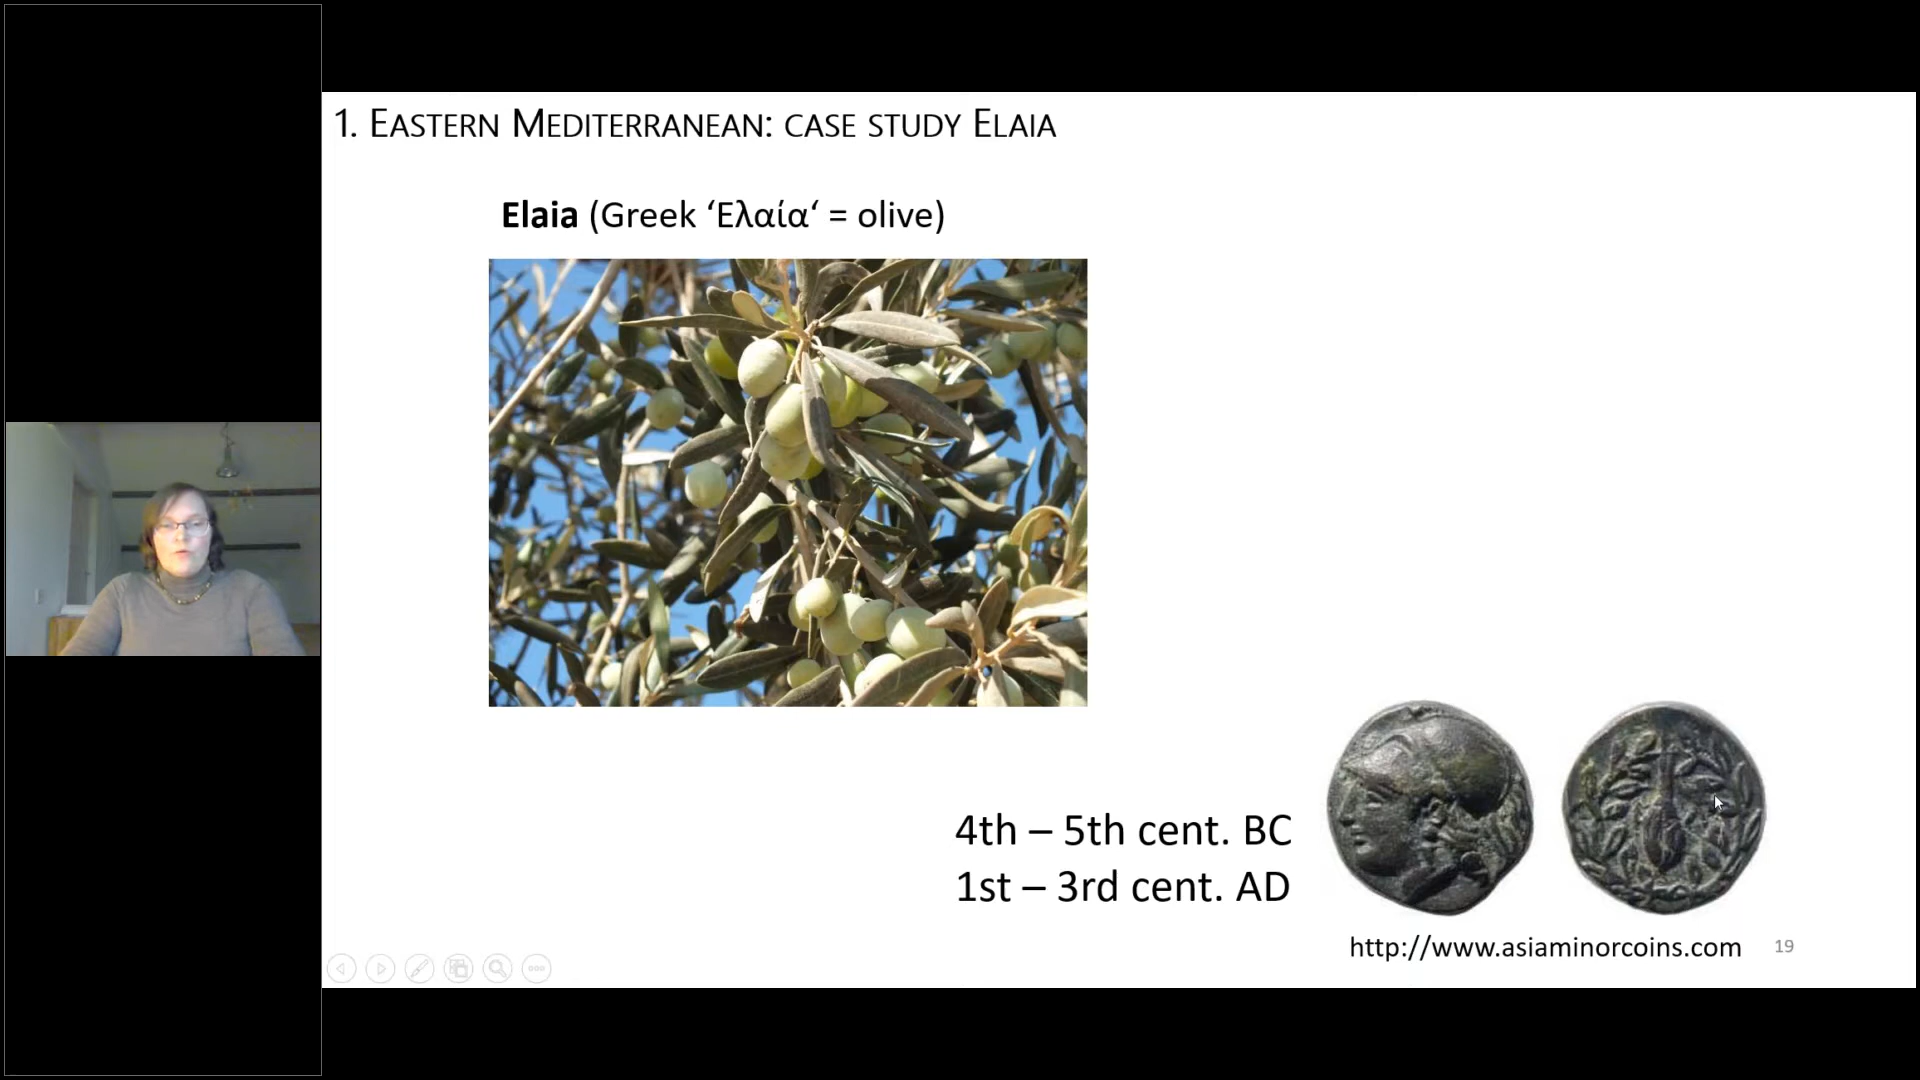 1. Eastern Mediterranean: case study Elaia
Elaia (Greek ‘Ελαία‘ = olive)
4th – 5th cent. BC
1st – 3rd cent. AD
http://www.asiaminorcoins.com
19